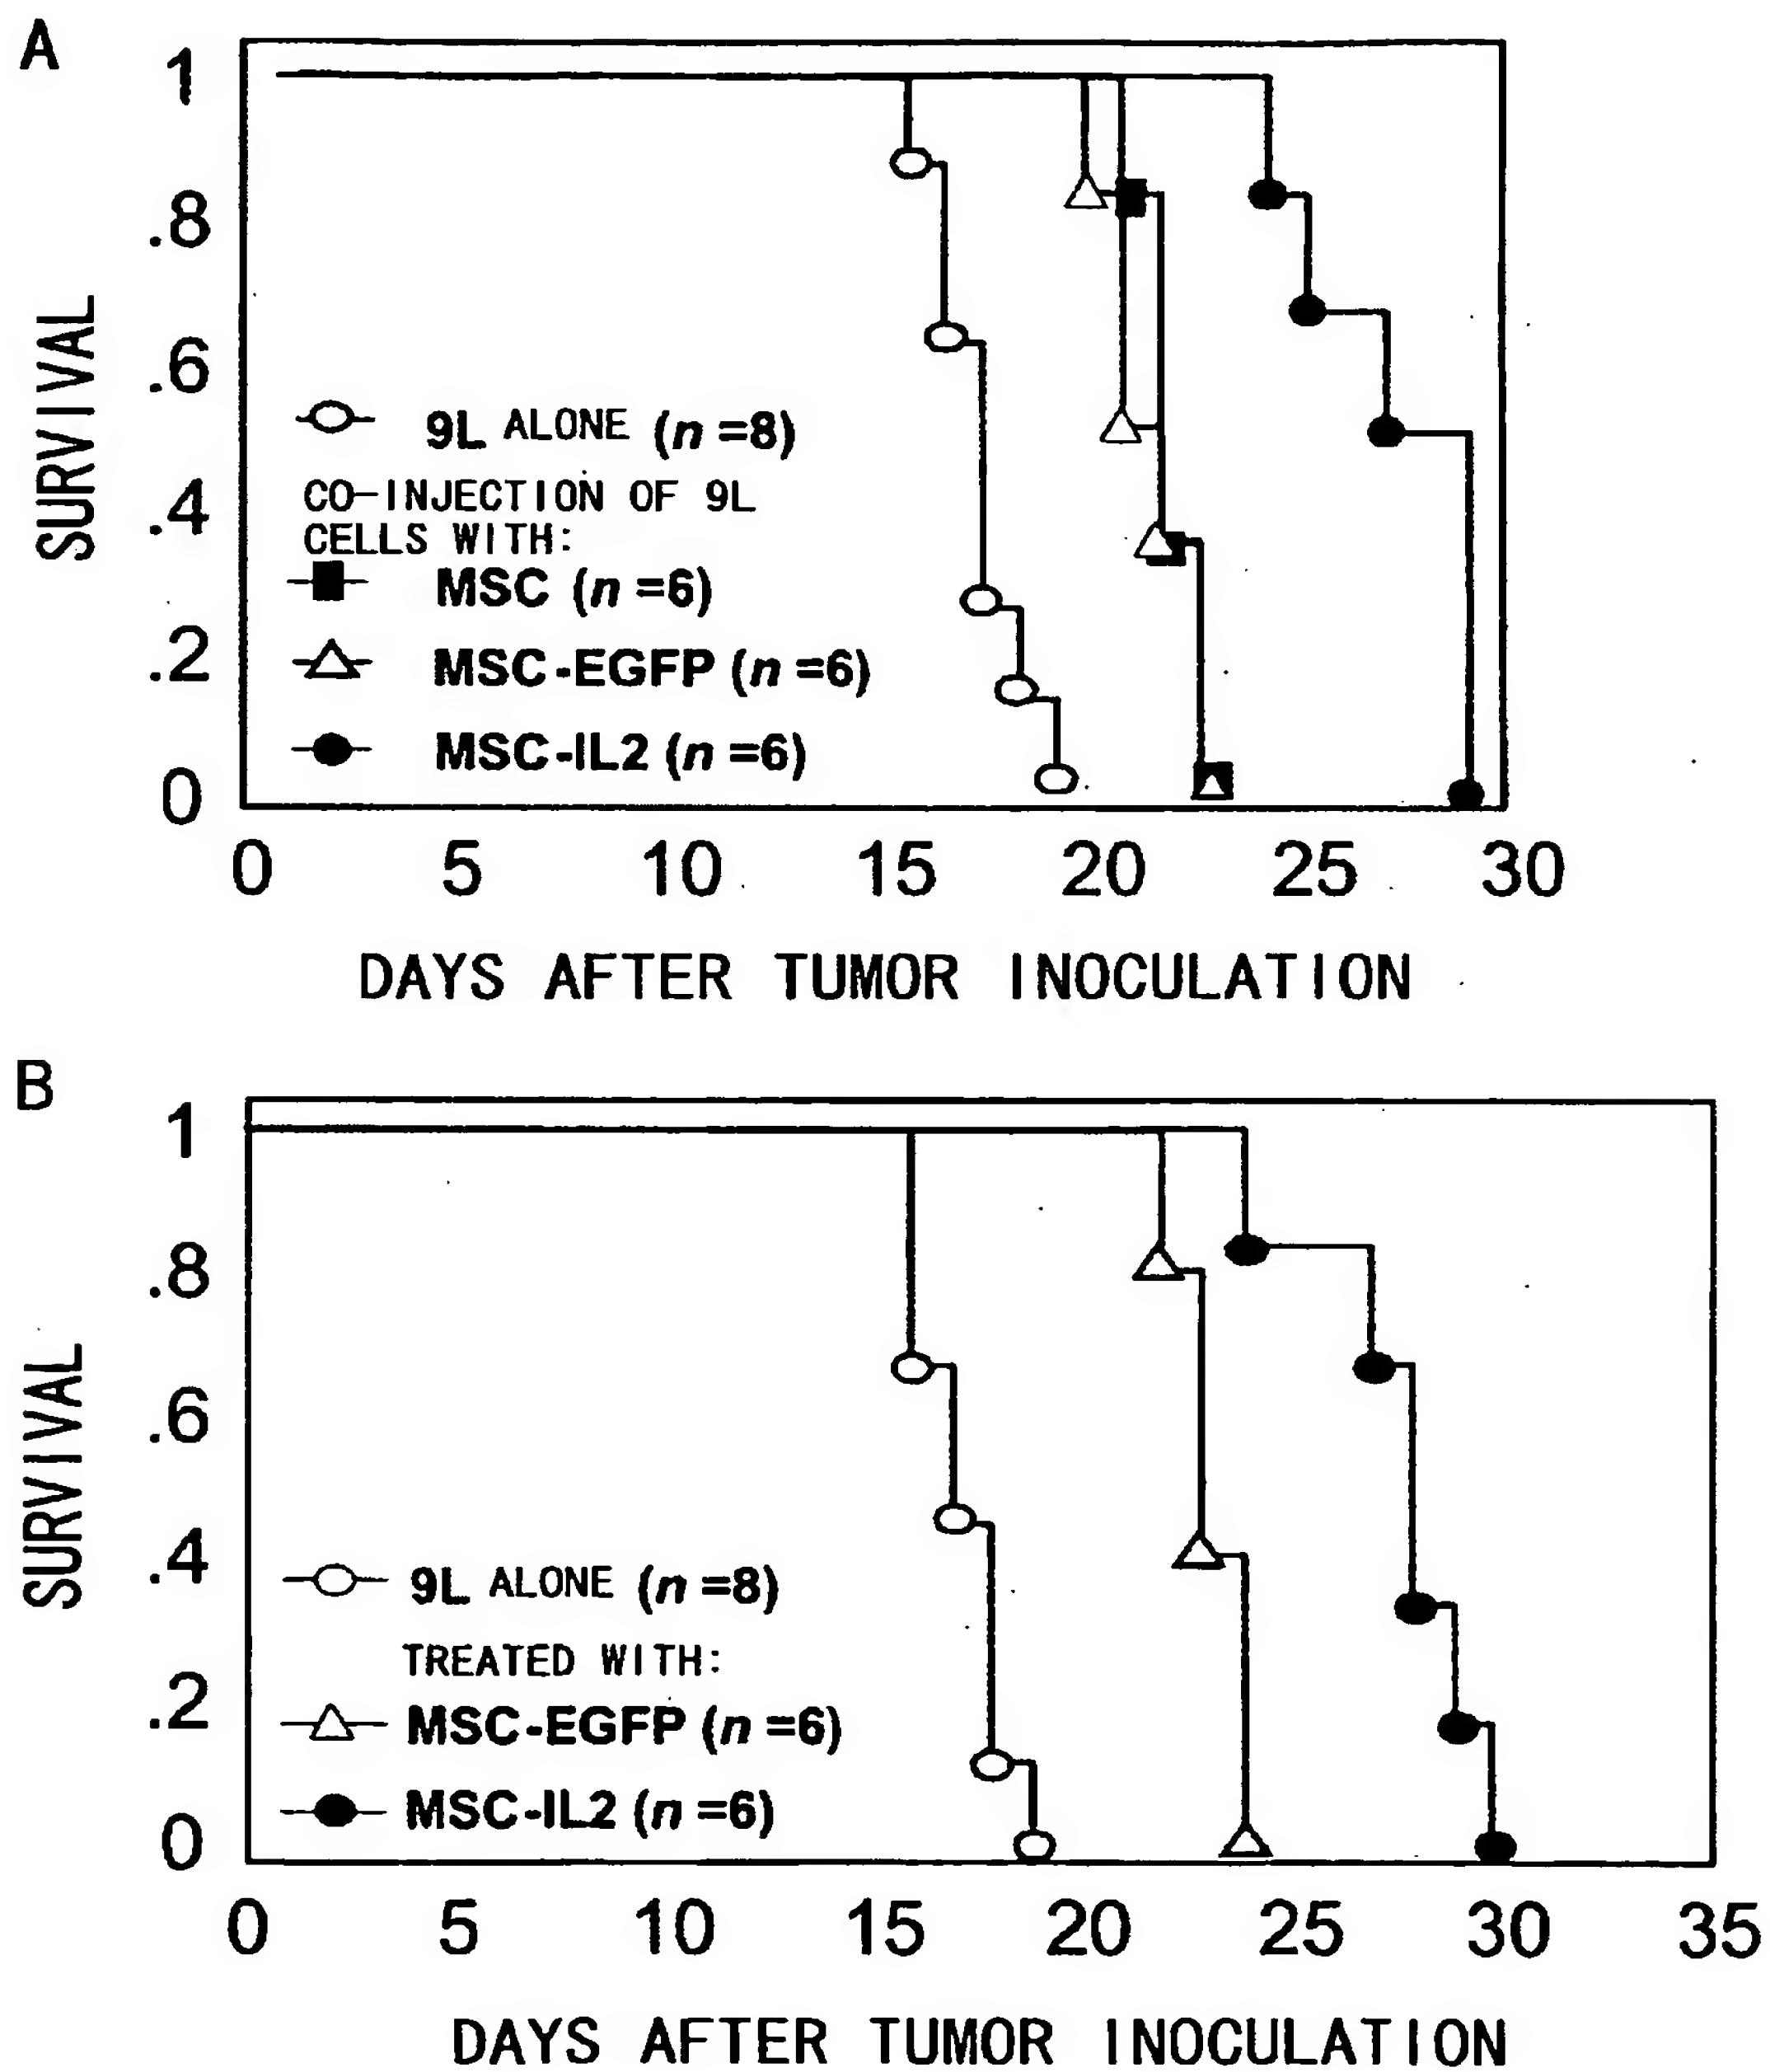 A
1
.8
.6
.4
.2
0
SURVIVAL
9L ALONE (n =8)
CO-INJECTION OF 9L
CELLS WITH:
MSC (n =6)
MSC-EGFP (n =6)
MSC-IL2 (n =6)
0 5 10 15 20 25 30
DAYS AFTER TUMOR INOCULATION
B
1
.8
.6
.4
.2
0
SURVIVAL
9L ALONE (n =8)
TREATED WITH:
MSC-EGFP (n =6)
MSC-IL2 (n =6)
0 5 10 15 20 25 30 35
DAYS AFTER TUMOR INOCULATION